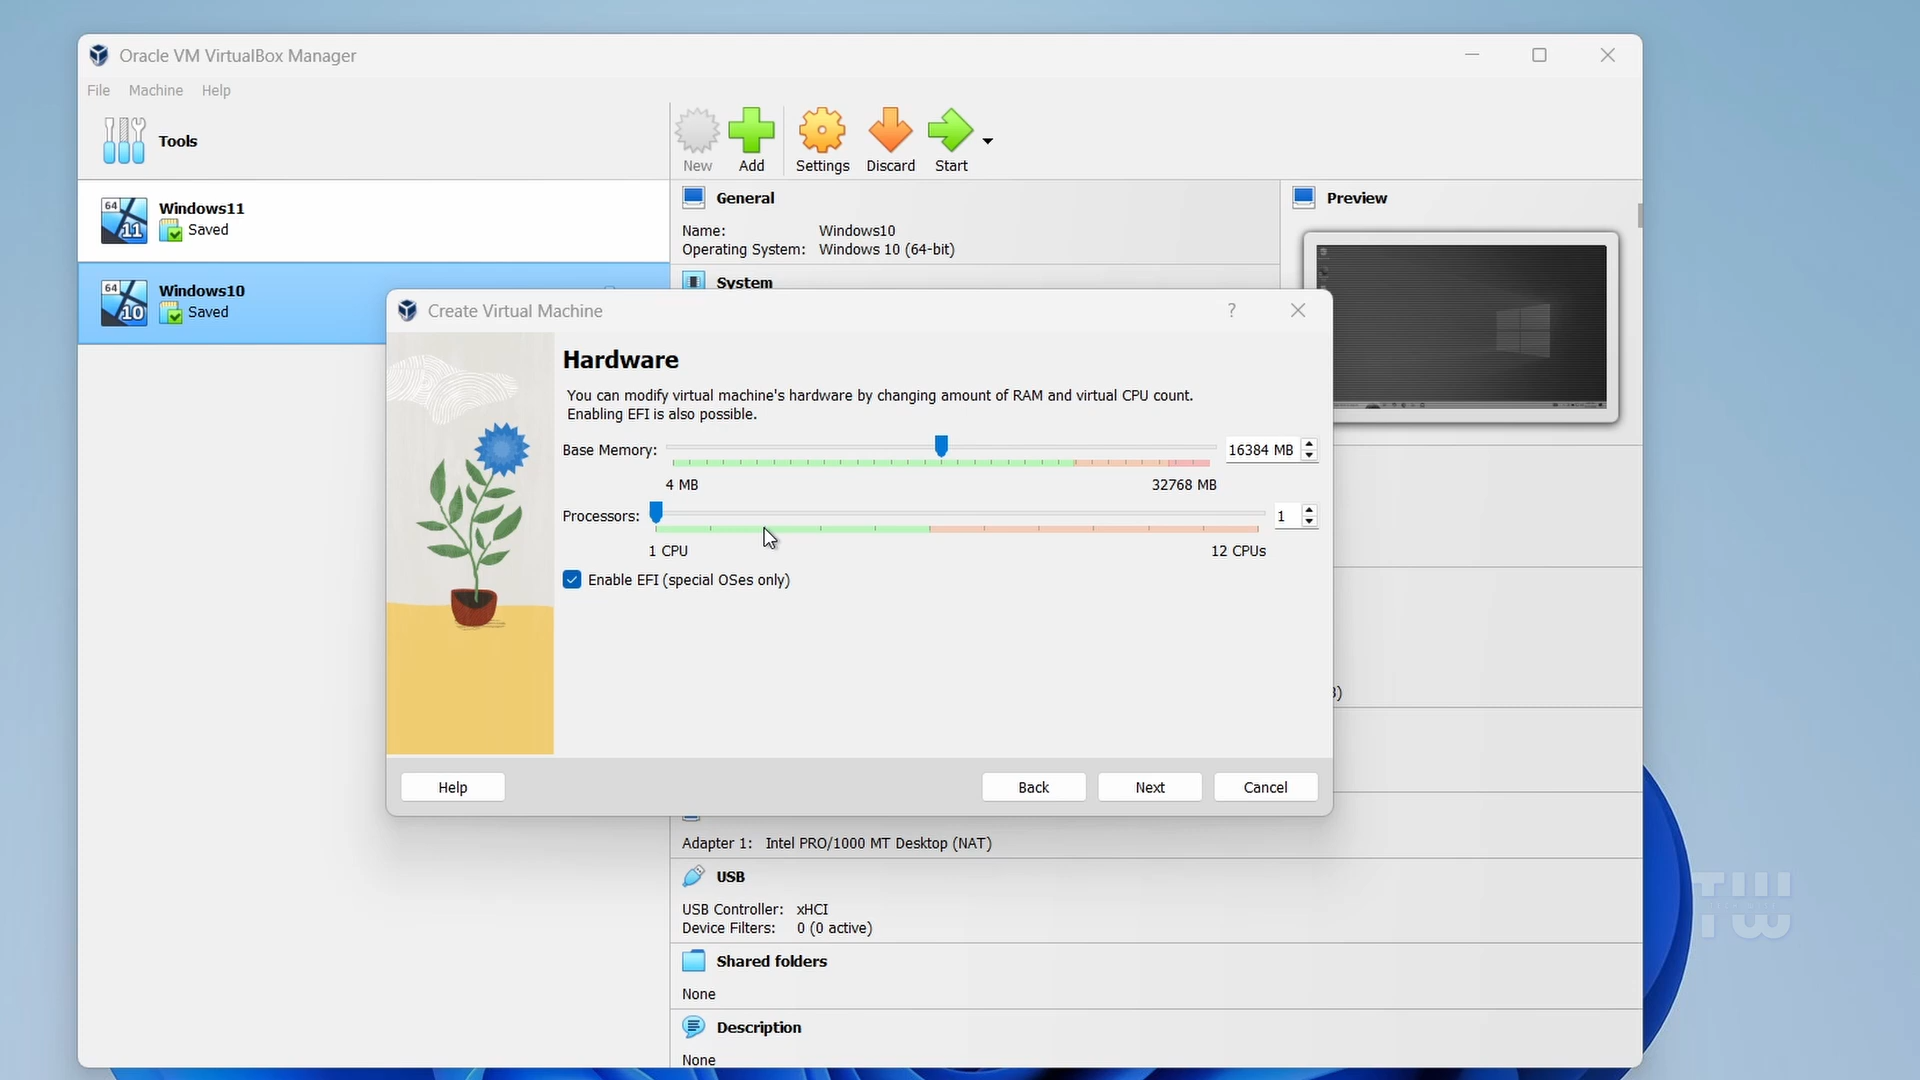 Oracle VM VirtualBox Manager
File Machine Help
Tools
New Add Settings Discard Start
Windows11
Saved
Windows10
Saved
General
Name: Windows10
Operating System: Windows 10 (64-bit)
System
Preview
Create Virtual Machine
?
Hardware
You can modify virtual machine's hardware by changing amount of RAM and virtual CPU count.
Enabling EFI is also possible.
Base Memory: 16384 MB
4 MB 32768 MB
Processors: 1
1 CPU 12 CPUs
Enable EFI (special OSes only)
Help Back Next Cancel
Adapter 1: Intel PRO/1000 MT Desktop (NAT)
USB
USB Controller: xHCI
Device Filters: 0 (0 active)
Shared folders
None
Description
None
64
11
64
10
TW